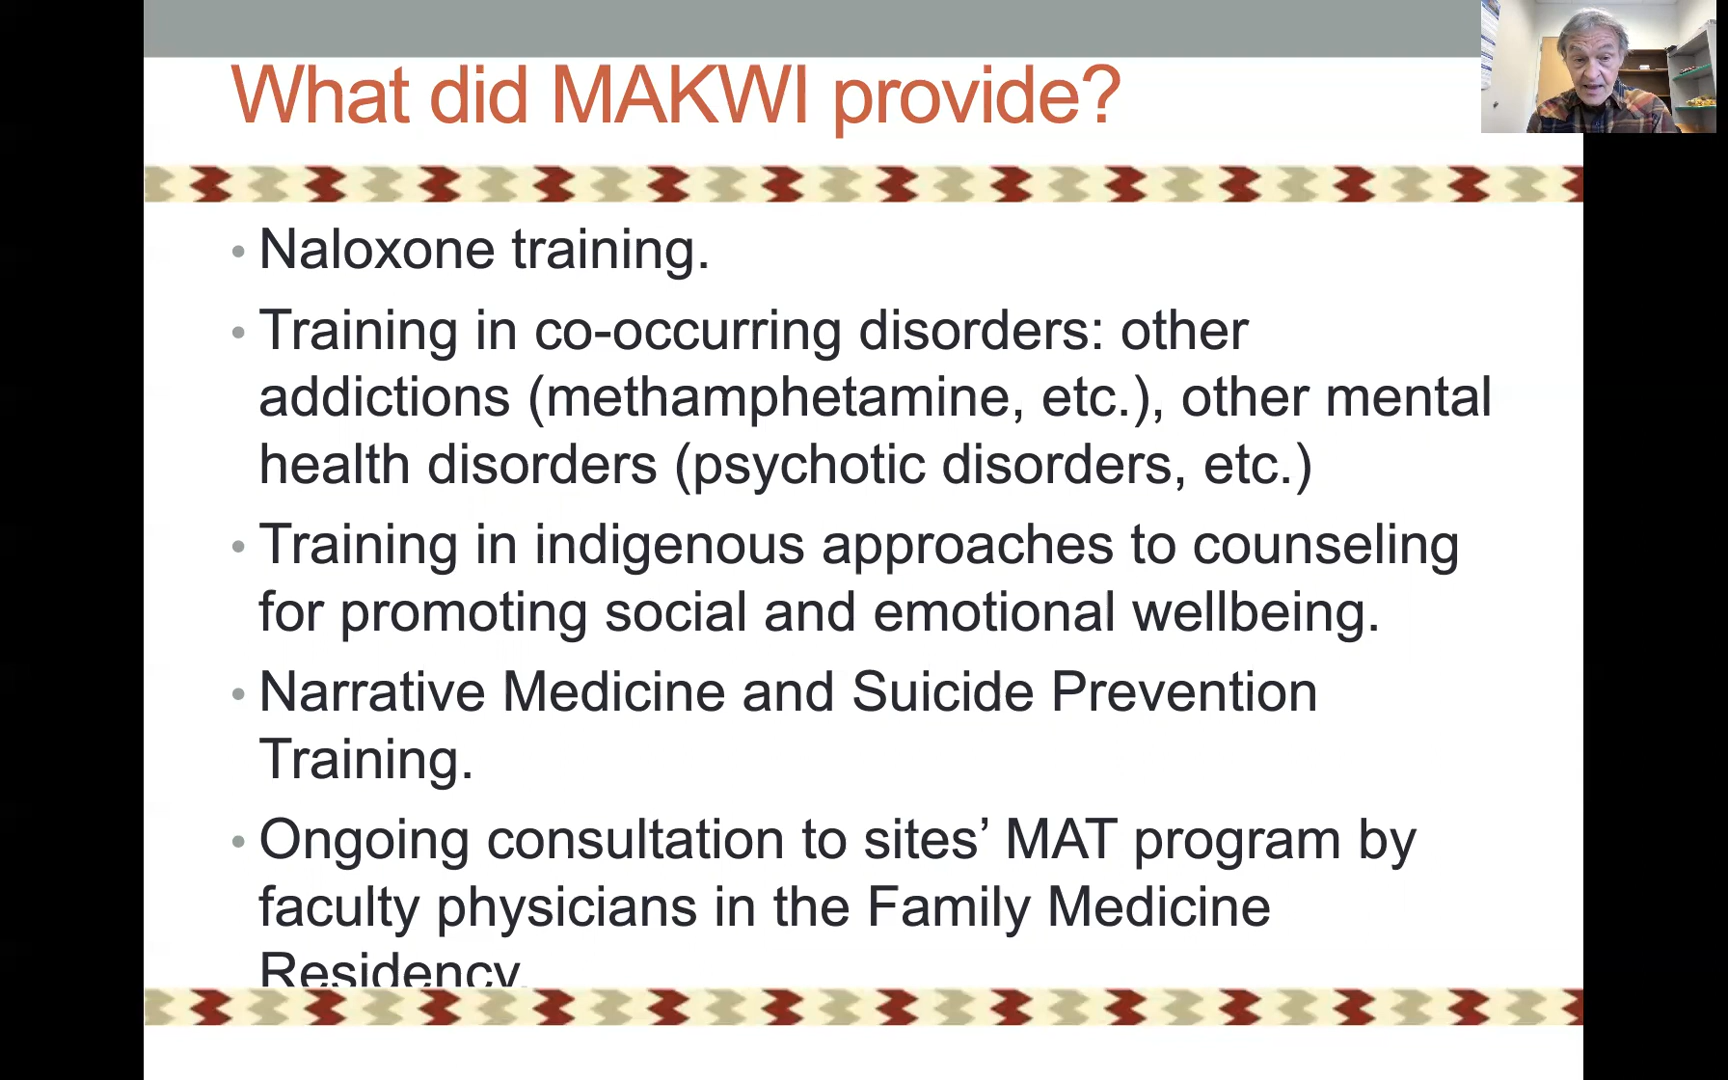 What did MAKWI provide?
• Naloxone training.
• Training in co-occurring disorders: other
addictions (methamphetamine, etc.), other mental
health disorders (psychotic disorders, etc.)
• Training in indigenous approaches to counseling
for promoting social and emotional wellbeing.
• Narrative Medicine and Suicide Prevention
Training.
• Ongoing consultation to sites’ MAT program by
faculty physicians in the Family Medicine
Residency.